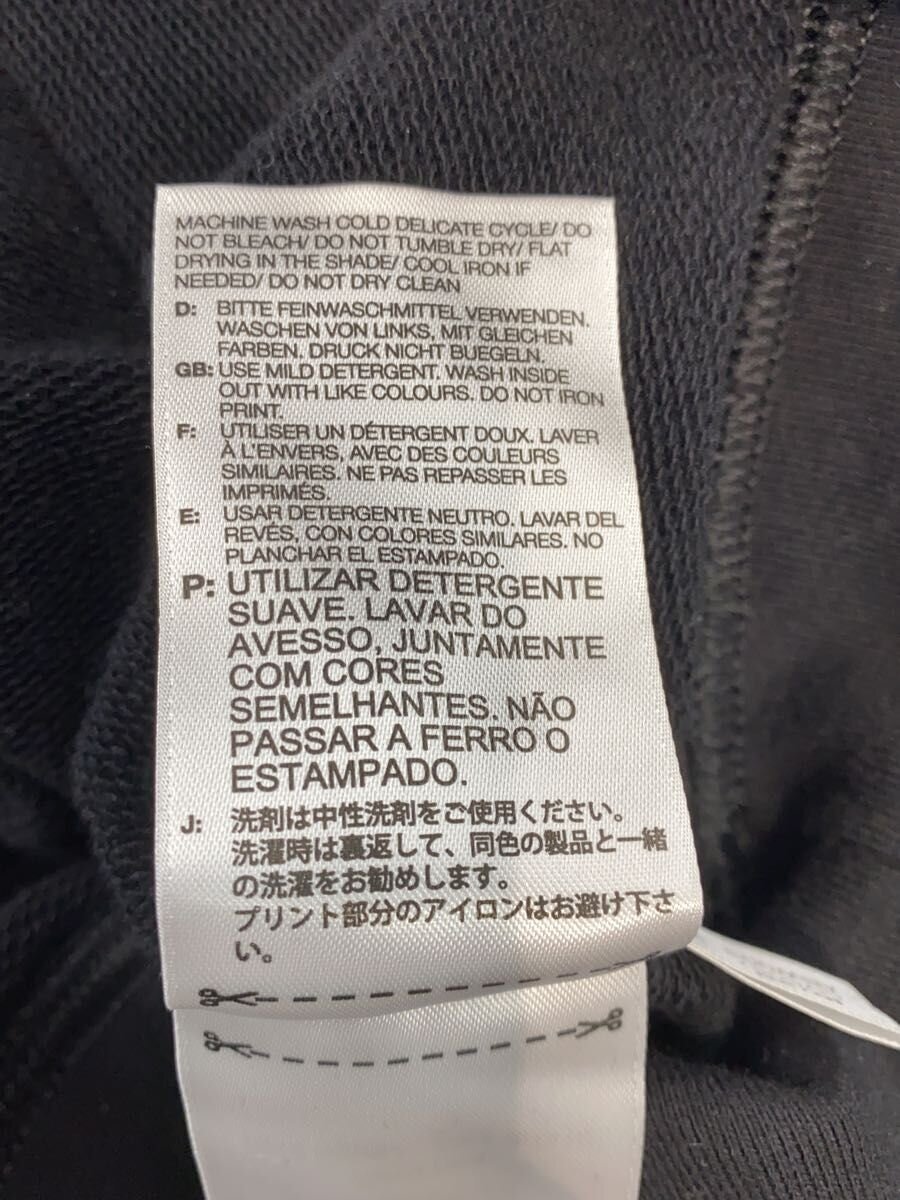 MACHINE WASH COLD DELICATE CYCLE/ DO
NOT BLEACH/ DO NOT TUMBLE DRY/ FLAT
DRYING IN THE SHADE/ COOL IRON IF
NEEDED/ DO NOT DRY CLEAN
D: BITTE FEINWASCHMITTEL VERWENDEN.
WASCHEN VON LINKS. MIT GLEICHEN
FARBEN. DRUCK NICHT BUEGELN.
GB: USE MILD DETERGENT. WASH INSIDE
OUT WITH LIKE COLOURS. DO NOT IRON
PRINT.
F: UTILISER UN DÉTERGENT DOUX. LAVER
À L'ENVERS, AVEC DES COULEURS
SIMILAIRES. NE PAS REPASSER LES
IMPRIMÉS.
E: USAR DETERGENTE NEUTRO. LAVAR DEL
REVÉS, CON COLORES SIMILARES. NO
PLANCHAR EL ESTAMPADO.
P: UTILIZAR DETERGENTE
SUAVE. LAVAR DO
AVESSO, JUNTAMENTE
COM CORES
SEMELHANTES. NÃO
PASSAR A FERRO O
ESTAMPADO.
J: 洗剤は中性洗剤をご使用ください。
洗濯時は裏返して、同色の製品と一緒
の洗濯をお勧めします。
プリント部分のアイロンはお避け下さ
い。